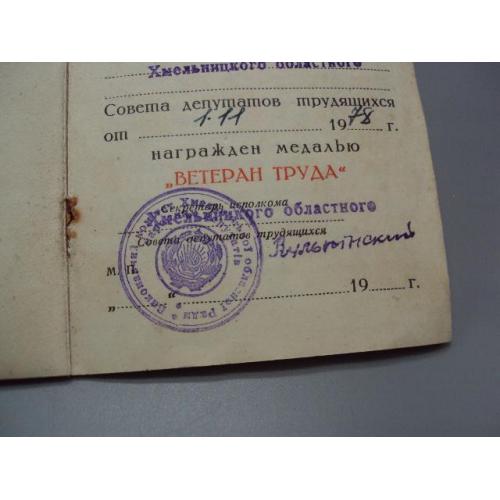 Хмельницкого областного
Совета депутатов трудящихся
от 1.11 1978 г.
награжден медалью
„ВЕТЕРАН ТРУДА“
Секретарь исполкома
Хмельницкого областного
Совета депутатов трудящихся
М. П.
„ “ 19 г.